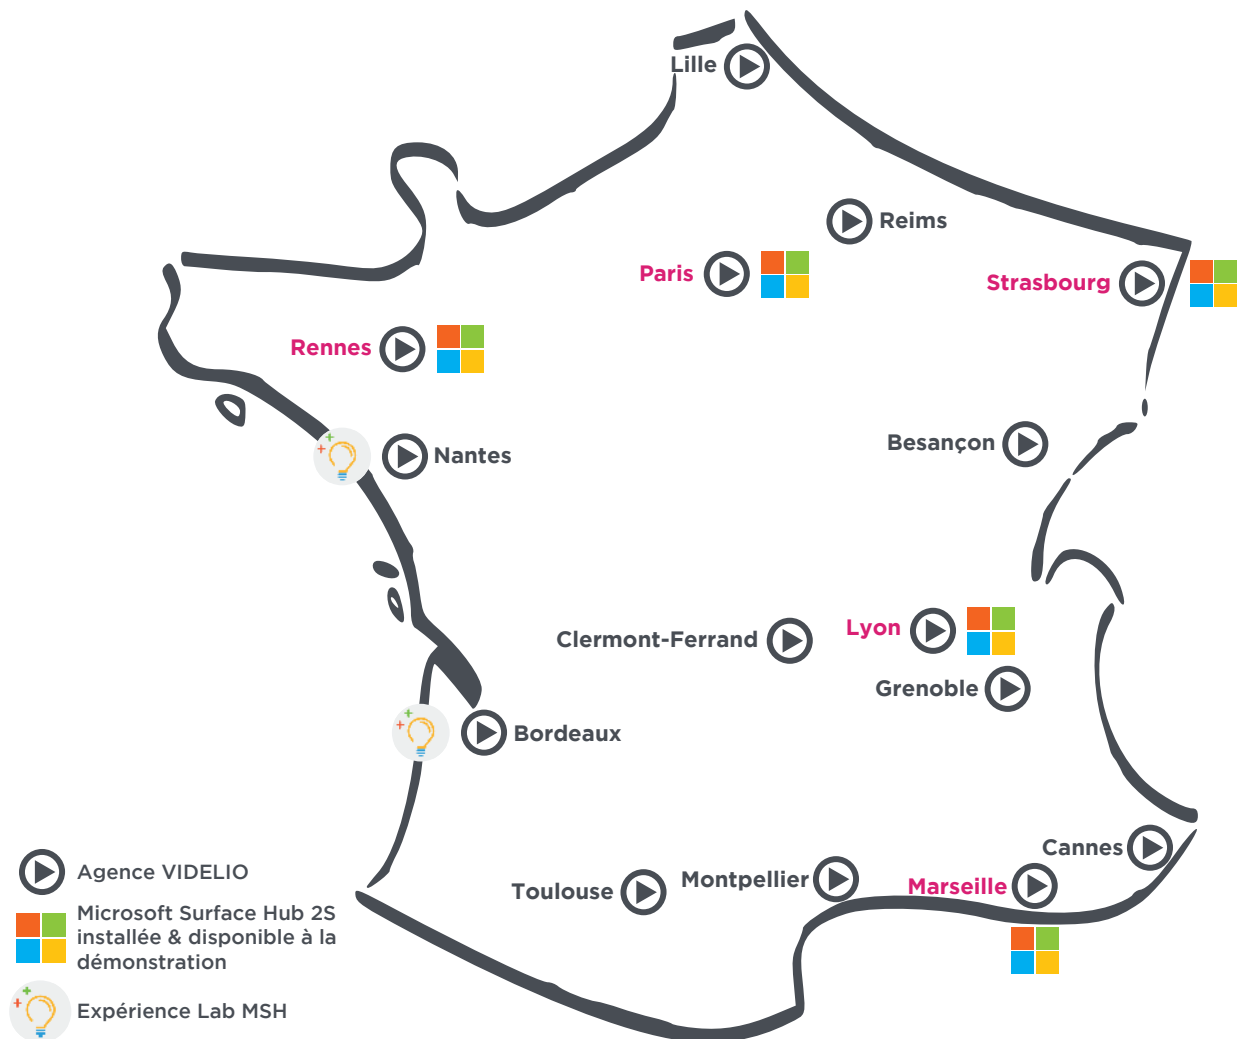 Lille
Reims
Paris
Strasbourg
Rennes
Besançon
Nantes
Lyon
Clermont-Ferrand
Grenoble
Bordeaux
Cannes
Montpellier
Marseille
Toulouse
Agence VIDELIO
Microsoft Surface Hub 2S
installée & disponible à la
démonstration
Expérience Lab MSH